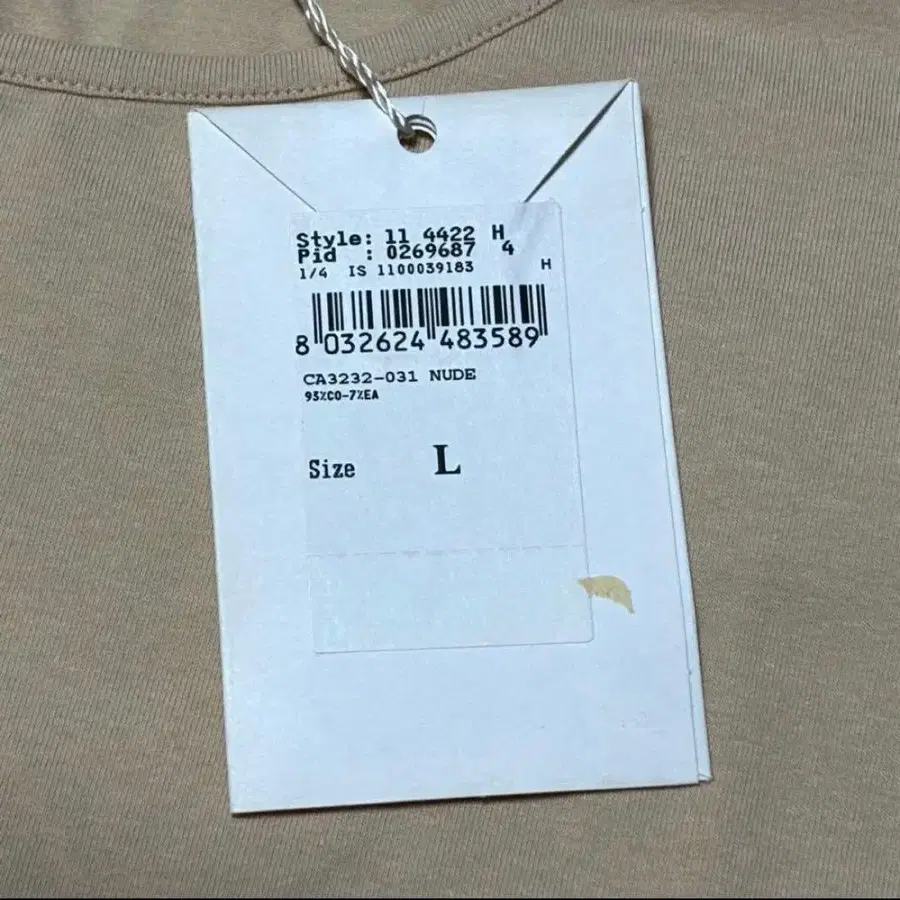 Style: 11 4422 H
Pid : 0269687 4
1/4 IS 1100039183 H
8 032624 483589
CA3232-031 NUDE
93%CO-7%EA
Size L